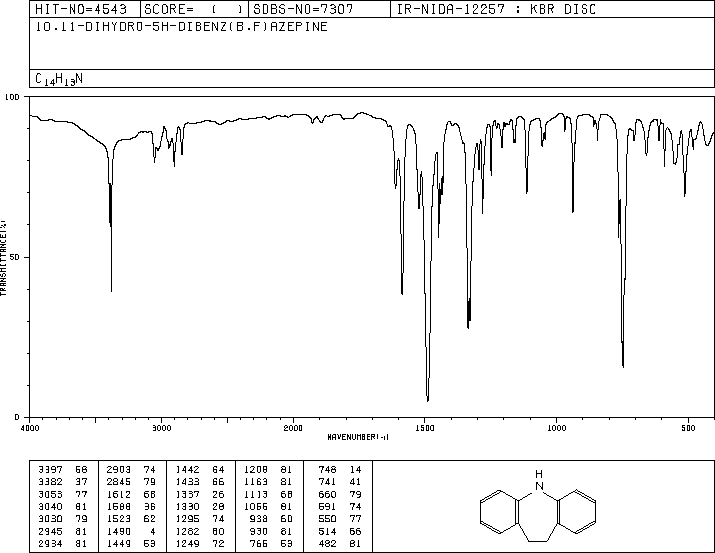 HIT-NO=4543 SCORE= ( ) SDBS-NO=7307 IR-NIDA-12257 : KBR DISC
10,11-DIHYDRO-5H-DIBENZ(B,F)AZEPINE
C14H13N
100
50
0
TRANSMITTANCE(%)
4000 3000 2000 1500 1000 500
WAVENUMBER(-1)
3397 58 2903 74 1442 64 1208 81 748 14
3382 37 2845 79 1433 66 1163 81 741 41
3053 77 1612 68 1337 26 1113 68 660 79
3040 81 1588 36 1330 28 1055 81 591 74
3030 79 1523 62 1295 74 938 60 550 77
2945 81 1490 4 1282 60 930 81 514 66
2934 81 1449 53 1249 72 766 53 482 81
H
N